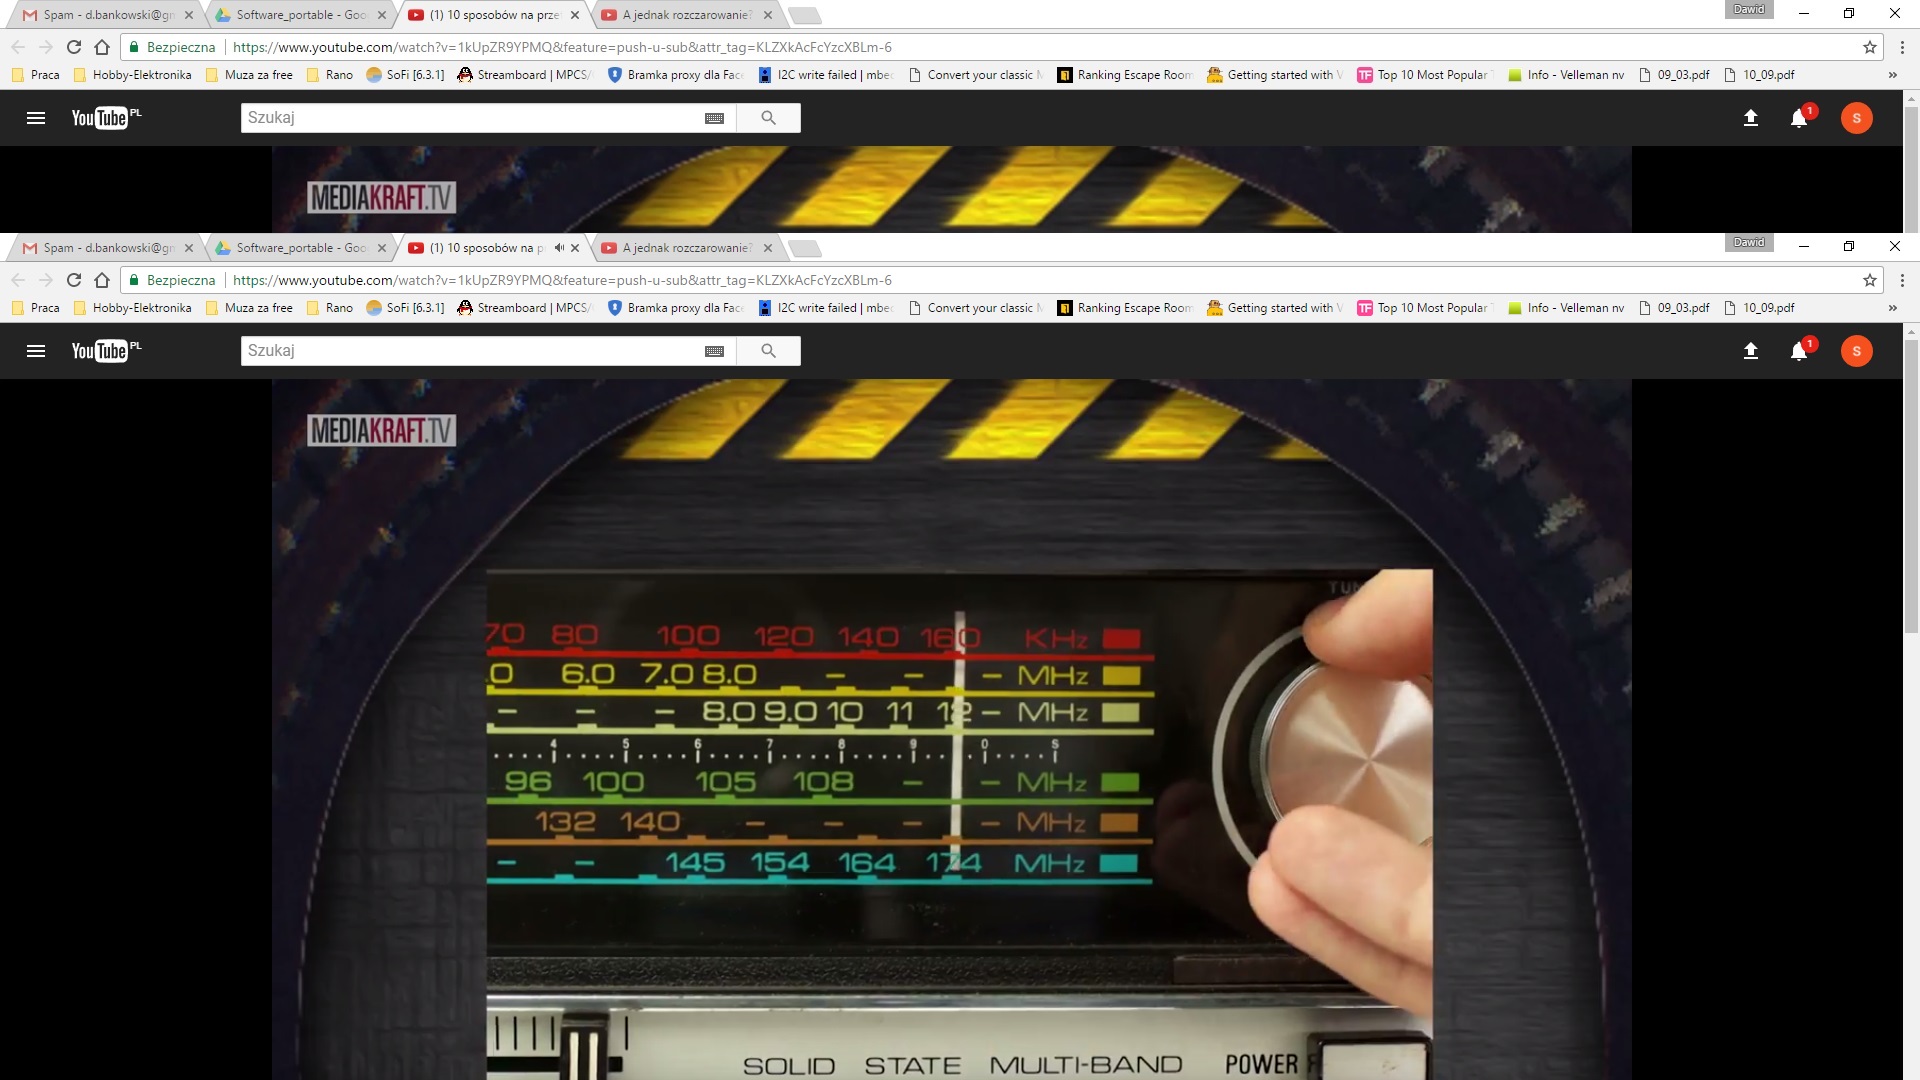 Spam - d.bankowski@gm
Software_portable - Goo
(1) 10 sposobów na prze
A jednak rozczarowanie?
Dawid
Bezpieczna
https://www.youtube.com/watch?v=1kUpZR9YPMQ&feature=push-u-sub&attr_tag=KLZXkAcFcYzcXBLm-6
Praca
Hobby-Elektronika
Muza za free
Rano
SoFi [6.3.1]
Streamboard | MPCS/
Bramka proxy dla Face
I2C write failed | mbed
Convert your classic M
Ranking Escape Room
Getting started with V
TF Top 10 Most Popular T
Info - Velleman nv
09_03.pdf
10_09.pdf
»
YouTube PL
Szukaj
1
S
MEDIAKRAFT.TV
Spam - d.bankowski@gm
Software_portable - Goo
(1) 10 sposobów na p
A jednak rozczarowanie?
Dawid
Bezpieczna
https://www.youtube.com/watch?v=1kUpZR9YPMQ&feature=push-u-sub&attr_tag=KLZXkAcFcYzcXBLm-6
Praca
Hobby-Elektronika
Muza za free
Rano
SoFi [6.3.1]
Streamboard | MPCS/
Bramka proxy dla Face
I2C write failed | mbed
Convert your classic M
Ranking Escape Room
Getting started with V
TF Top 10 Most Popular T
Info - Velleman nv
09_03.pdf
10_09.pdf
»
YouTube PL
Szukaj
1
S
MEDIAKRAFT.TV
TUN
70 80 100 120 140 160 KHz
.0 6.0 7.0 8.0 – – – MHz
– – – 8.0 9.0 10 11 12 – MHz
4 5 6 7 8 9 0 S
96 100 105 108 – – MHz
132 140 – – – – MHz
– – 145 154 164 174 MHz
SOLID STATE MULTI-BAND POWER